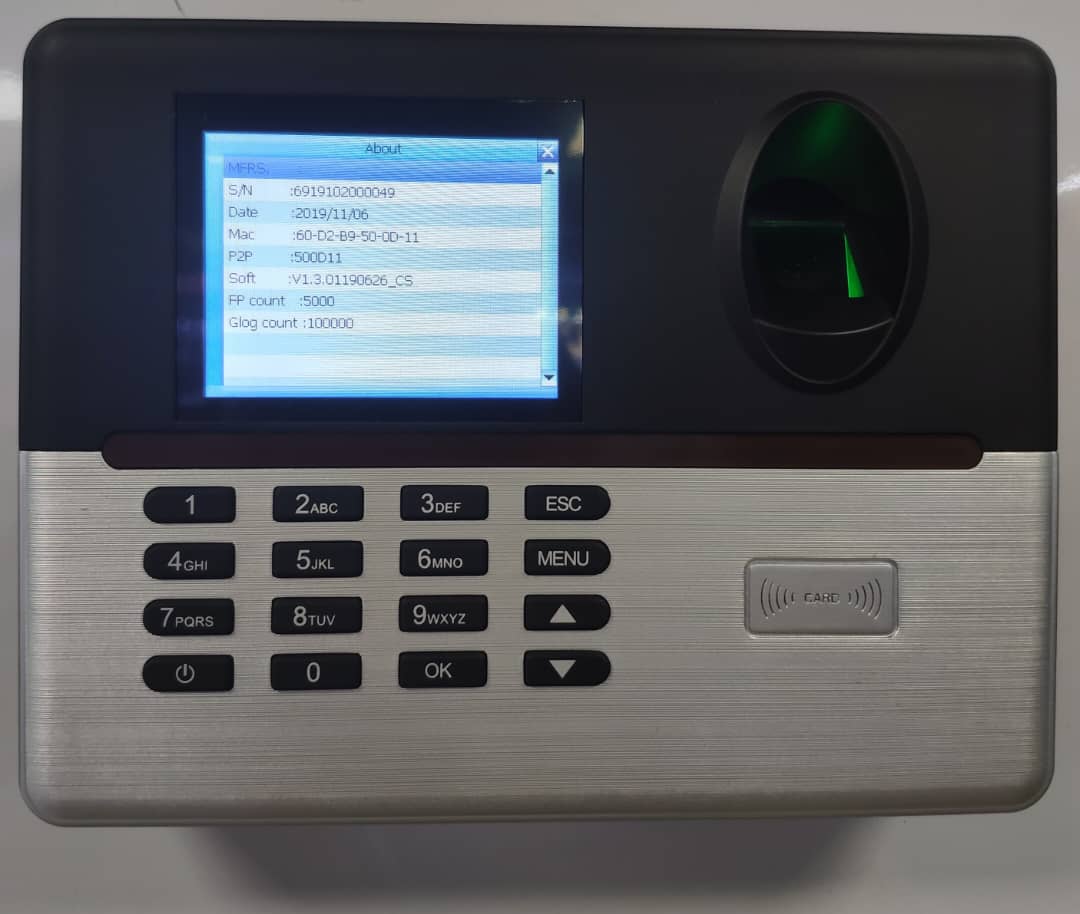 About
MFRS.
S/N :6919102000049
Date :2019/11/06
Mac :60-D2-B9-50-0D-11
P2P :500D11
Soft :V1.3.01190626_CS
FP count :5000
Glog count :100000
1 2ABC 3DEF ESC
4GHI 5JKL 6MNO MENU
7PQRS 8TUV 9WXYZ
0 OK
CARD